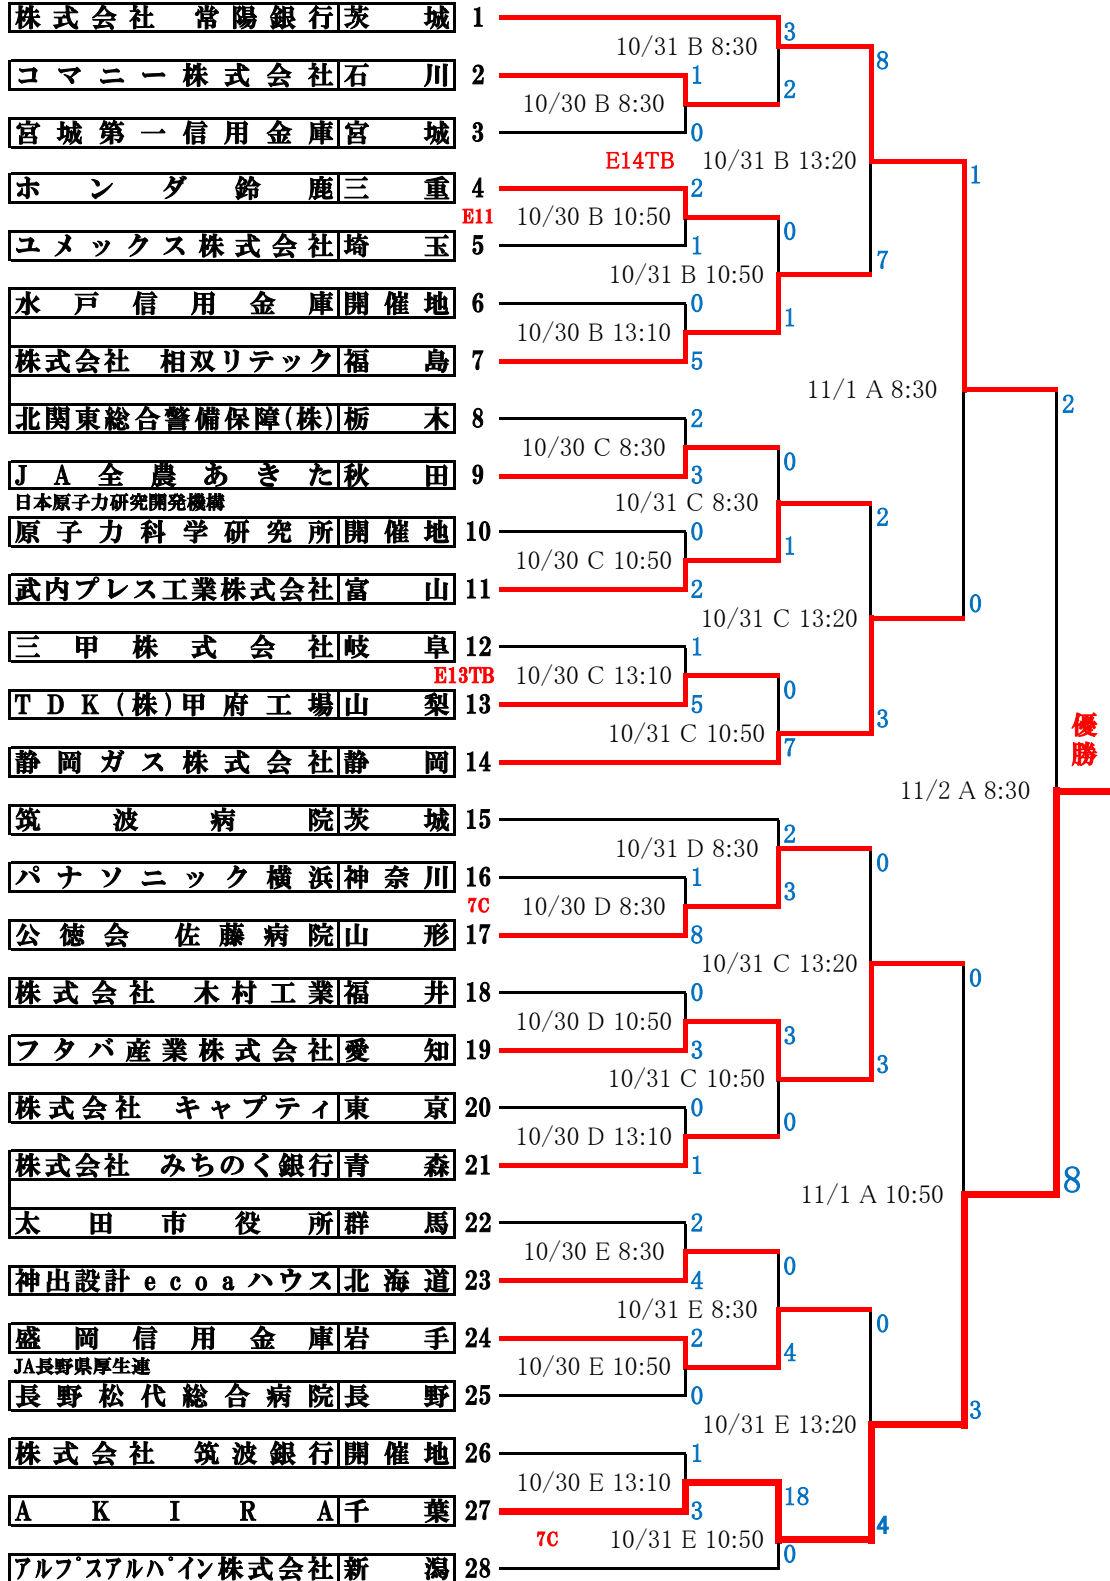 株式会社 常陽銀行 茨城 1
3
10/31 B 8:30
8
コマニー株式会社 石川 2
1
2
10/30 B 8:30
宮城第一信用金庫 宮城 3
0
E14TB 10/31 B 13:20
1
ホンダ鈴鹿 三重 4
2
E11 10/30 B 10:50
0
ユメックス株式会社 埼玉 5
1
7
10/31 B 10:50
水戸信用金庫 開催地 6
0
1
10/30 B 13:10
株式会社 相双リテック 福島 7
5
11/1 A 8:30
2
北関東総合警備保障(株) 栃木 8
2
10/30 C 8:30
0
JA全農あきた 秋田 9
3
日本原子力研究開発機構
10/31 C 8:30
2
原子力科学研究所 開催地 10
0
1
10/30 C 10:50
武内プレス工業株式会社 富山 11
2
0
10/31 C 13:20
三甲株式会社 岐阜 12
1
E13TB 10/30 C 13:10
0
TDK(株)甲府工場 山梨 13
5
3
優勝
10/31 C 10:50
7
静岡ガス株式会社 静岡 14
11/2 A 8:30
筑波病院 茨城 15
2
10/31 D 8:30
0
パナソニック横浜 神奈川 16
1
3
7C 10/30 D 8:30
公徳会 佐藤病院 山形 17
8
10/31 C 13:20
0
株式会社 木村工業 福井 18
0
10/30 D 10:50
3
フタバ産業株式会社 愛知 19
3
3
10/31 C 10:50
株式会社 キャプティ 東京 20
0
0
10/30 D 13:10
株式会社 みちのく銀行 青森 21
1
8
11/1 A 10:50
太田市役所 群馬 22
2
10/30 E 8:30
0
神出設計ecoaハウス 北海道 23
4
10/31 E 8:30
0
盛岡信用金庫 岩手 24
2
4
JA長野県厚生連
10/30 E 10:50
長野松代総合病院 長野 25
0
3
10/31 E 13:20
株式会社 筑波銀行 開催地 26
1
10/30 E 13:10
18
AKIRA 千葉 27
3
4
7C 10/31 E 10:50
0
アルプスアルパイン株式会社 新潟 28